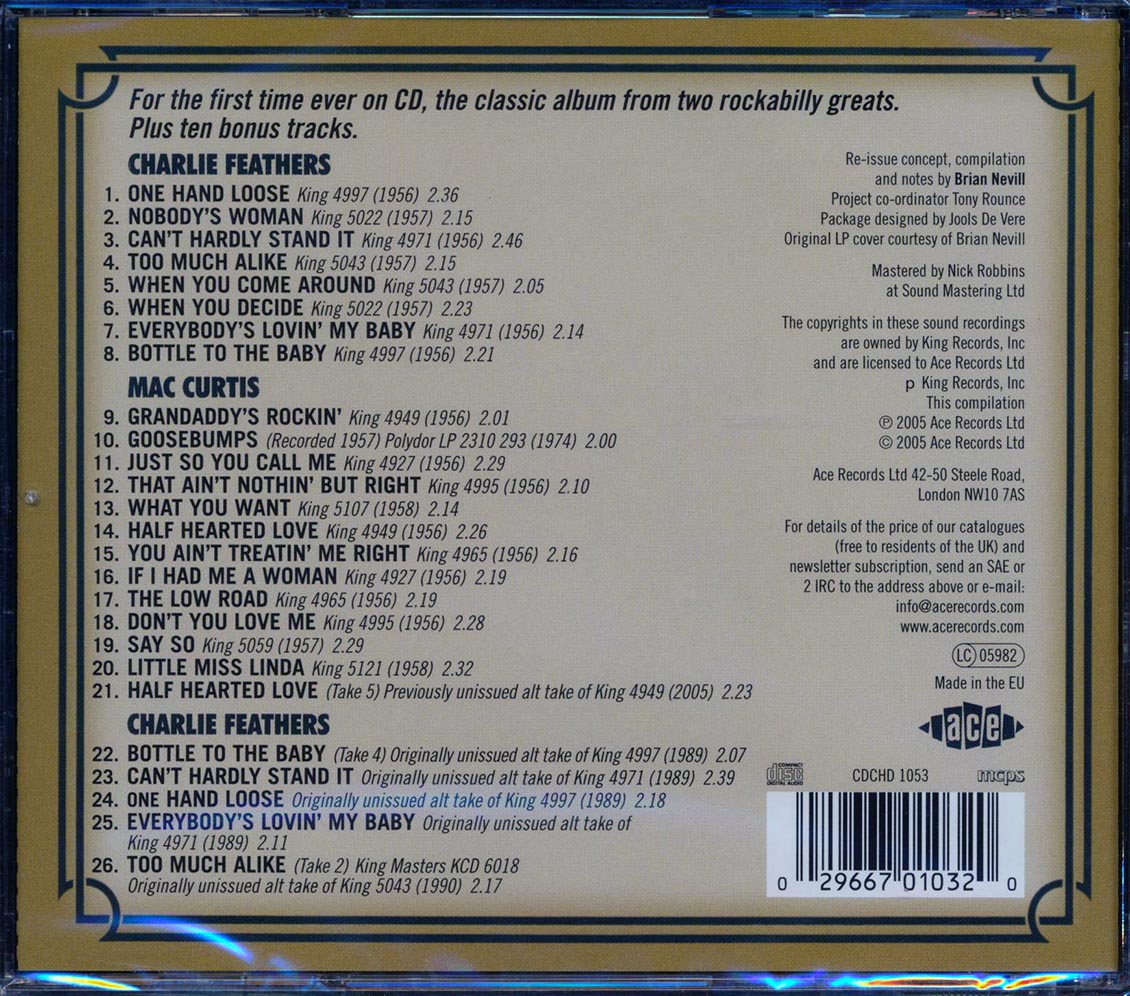 For the first time ever on CD, the classic album from two rockabilly greats.
Plus ten bonus tracks.
CHARLIE FEATHERS
1. ONE HAND LOOSE King 4997 (1956) 2.36
2. NOBODY'S WOMAN King 5022 (1957) 2.15
3. CAN'T HARDLY STAND IT King 4971 (1956) 2.46
4. TOO MUCH ALIKE King 5043 (1957) 2.15
5. WHEN YOU COME AROUND King 5043 (1957) 2.05
6. WHEN YOU DECIDE King 5022 (1957) 2.23
7. EVERYBODY'S LOVIN' MY BABY King 4971 (1956) 2.14
8. BOTTLE TO THE BABY King 4997 (1956) 2.21
MAC CURTIS
9. GRANDADDY'S ROCKIN' King 4949 (1956) 2.01
10. GOOSEBUMPS (Recorded 1957) Polydor LP 2310 293 (1974) 2.00
11. JUST SO YOU CALL ME King 4927 (1956) 2.29
12. THAT AIN'T NOTHIN' BUT RIGHT King 4995 (1956) 2.10
13. WHAT YOU WANT King 5107 (1958) 2.14
14. HALF HEARTED LOVE King 4949 (1956) 2.26
15. YOU AIN'T TREATIN' ME RIGHT King 4965 (1956) 2.16
16. IF I HAD ME A WOMAN King 4927 (1956) 2.19
17. THE LOW ROAD King 4965 (1956) 2.19
18. DON'T YOU LOVE ME King 4995 (1956) 2.28
19. SAY SO King 5059 (1957) 2.29
20. LITTLE MISS LINDA King 5121 (1958) 2.32
21. HALF HEARTED LOVE (Take 5) Previously unissued alt take of King 4949 (2005) 2.23
CHARLIE FEATHERS
22. BOTTLE TO THE BABY (Take 4) Originally unissued alt take of King 4997 (1989) 2.07
23. CAN'T HARDLY STAND IT Originally unissued alt take of King 4971 (1989) 2.39
24. ONE HAND LOOSE Originally unissued alt take of King 4997 (1989) 2.18
25. EVERYBODY'S LOVIN' MY BABY Originally unissued alt take of
King 4971 (1989) 2.11
26. TOO MUCH ALIKE (Take 2) King Masters KCD 6018
Originally unissued alt take of King 5043 (1990) 2.17
Re-issue concept, compilation
and notes by Brian Nevill
Project co-ordinator Tony Rounce
Package designed by Jools De Vere
Original LP cover courtesy of Brian Nevill
Mastered by Nick Robbins
at Sound Mastering Ltd
The copyrights in these sound recordings
are owned by King Records, Inc
and are licensed to Ace Records Ltd
p King Records, Inc
This compilation
℗ 2005 Ace Records Ltd
© 2005 Ace Records Ltd
Ace Records Ltd 42-50 Steele Road,
London NW10 7AS
For details of the price of our catalogues
(free to residents of the UK) and
newsletter subscription, send an SAE or
2 IRC to the address above or e-mail:
info@acerecords.com
www.acerecords.com
LC 05982
Made in the EU
ace
COMPACT disc DIGITAL AUDIO CDCHD 1053 mcps
0 29667 01032 0